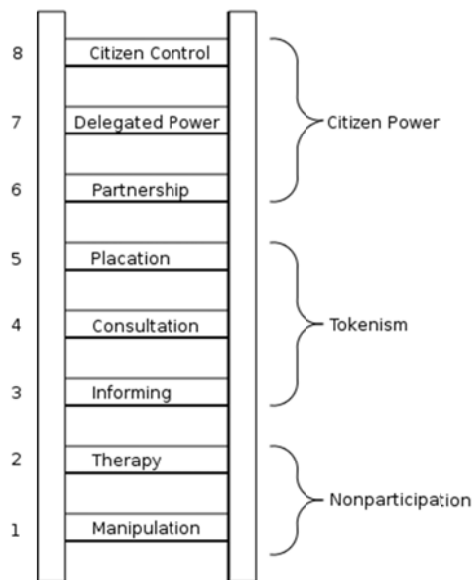 8 Citizen Control
7 Delegated Power
Citizen Power
6 Partnership
5 Placation
4 Consultation
Tokenism
3 Informing
2 Therapy
Nonparticipation
1 Manipulation